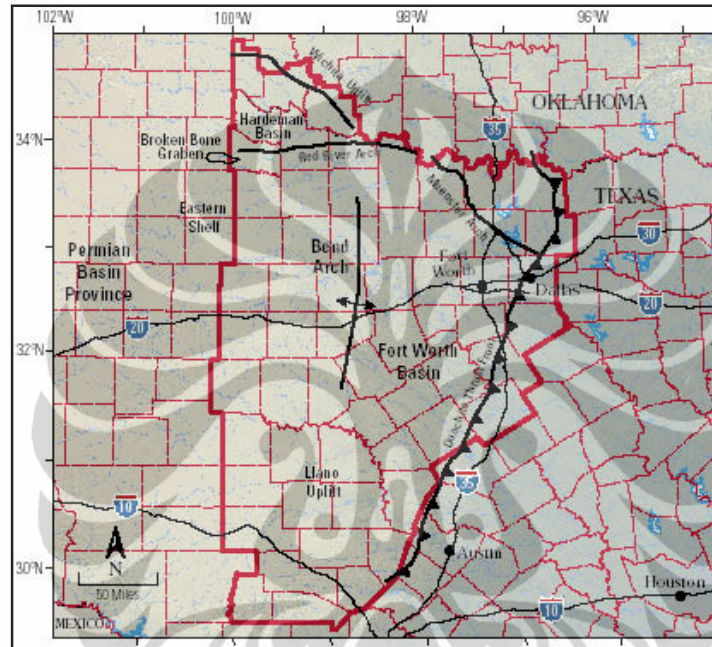 102°W
100°W
98°W
96°W
Wichita Uplift
OKLAHOMA
35
Hardeman
Basin
34°N
Broken Bone
Graben
Red River Arch
TEXAS
Eastern
Shelf
Muenster Arch
30
Bend
Arch
Fort
Worth
Permian
Basin
Province
Dallas
20
20
32°N
Fort Worth
Basin
Ouachita Thrust Front
Llano
Uplift
35
10
30°N
Austin
N
50 Miles
Houston
10
MEXICO